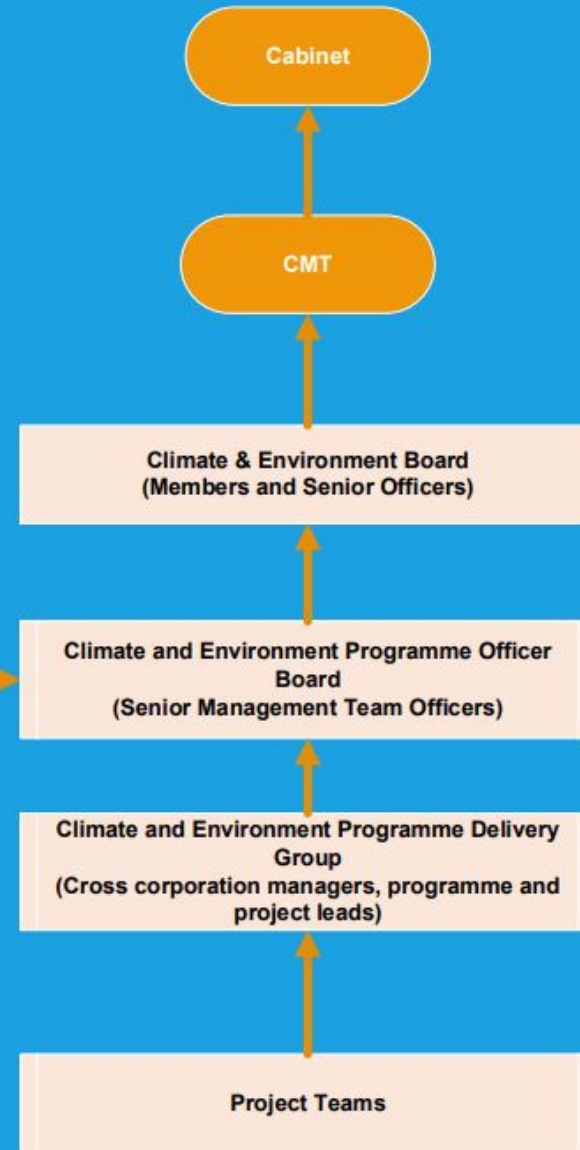 Cabinet
CMT
Climate & Environment Board
(Members and Senior Officers)
Climate and Environment Programme Officer
Board
(Senior Management Team Officers)
Climate and Environment Programme Delivery
Group
(Cross corporation managers, programme and
project leads)
Project Teams